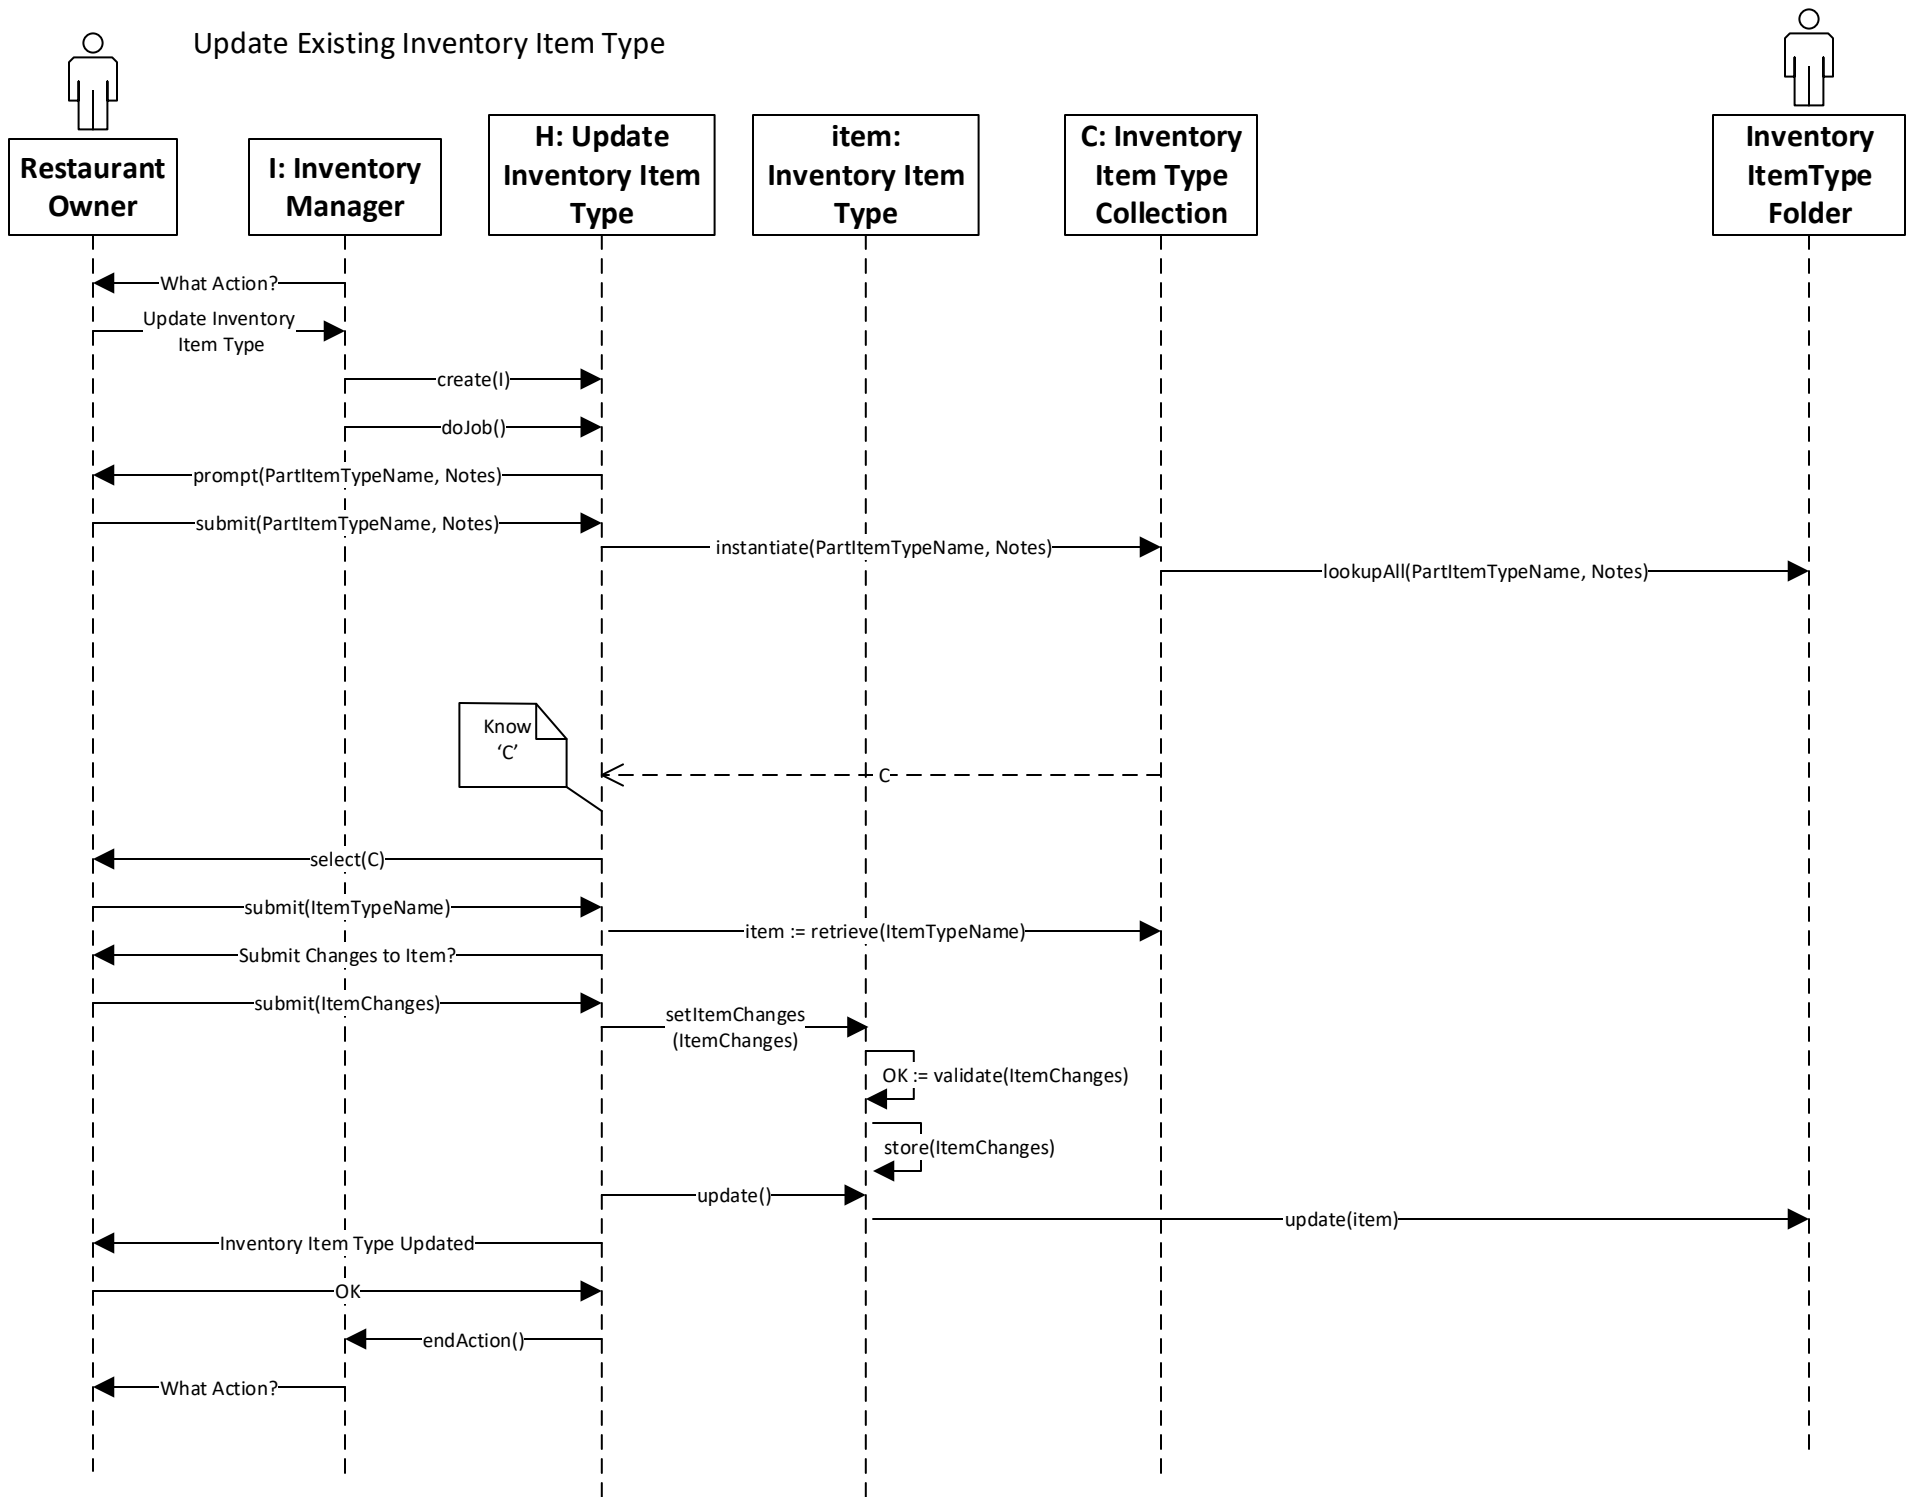 Update Existing Inventory Item Type
Restaurant
Owner
I: Inventory
Manager
H: Update
Inventory Item
Type
item:
Inventory Item
Type
C: Inventory
Item Type
Collection
Inventory
ItemType
Folder
What Action?
Update Inventory
Item Type
create(I)
doJob()
prompt(PartItemTypeName, Notes)
submit(PartItemTypeName, Notes)
instantiate(PartItemTypeName, Notes)
lookupAll(PartItemTypeName, Notes)
Know
‘C’
C
select(C)
submit(ItemTypeName)
item := retrieve(ItemTypeName)
Submit Changes to Item?
submit(ItemChanges)
setItemChanges
(ItemChanges)
OK := validate(ItemChanges)
store(ItemChanges)
update()
update(item)
Inventory Item Type Updated
OK
endAction()
What Action?